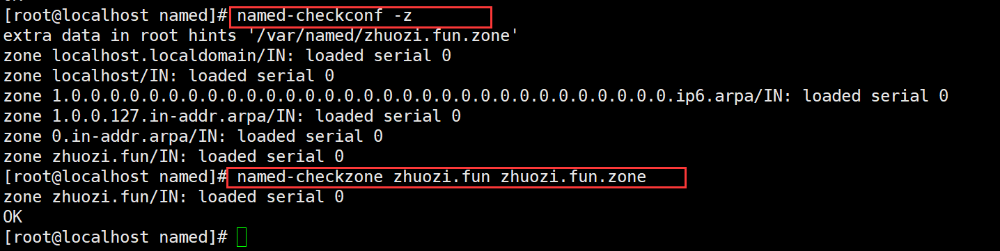 [root@localhost named]# named-checkconf -z
extra data in root hints '/var/named/zhuozi.fun.zone'
zone localhost.localdomain/IN: loaded serial 0
zone localhost/IN: loaded serial 0
zone 1.0.0.0.0.0.0.0.0.0.0.0.0.0.0.0.0.0.0.0.0.0.0.0.0.0.0.0.0.0.0.0.ip6.arpa/IN: loaded serial 0
zone 1.0.0.127.in-addr.arpa/IN: loaded serial 0
zone 0.in-addr.arpa/IN: loaded serial 0
zone zhuozi.fun/IN: loaded serial 0
[root@localhost named]# named-checkzone zhuozi.fun zhuozi.fun.zone
zone zhuozi.fun/IN: loaded serial 0
OK
[root@localhost named]#